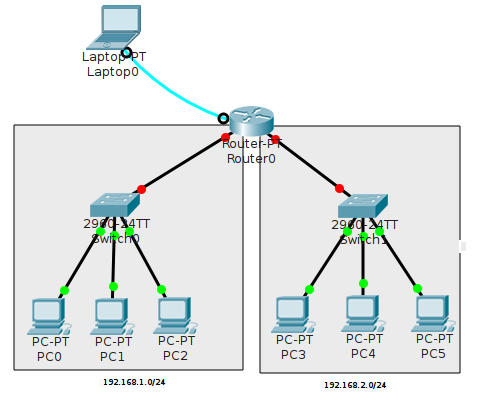 Laptop-PT
Laptop0
Router-PT
Router0
2960-24TT
Switch0
2960-24TT
Switch1
PC-PT
PC0
PC-PT
PC1
PC-PT
PC2
PC-PT
PC3
PC-PT
PC4
PC-PT
PC5
192.168.1.0/24
192.168.2.0/24